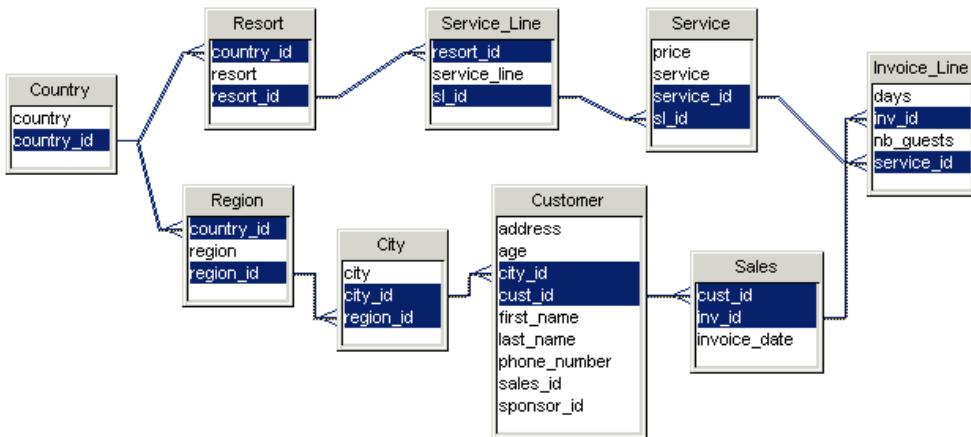 Country
country
country_id
Resort
country_id
resort
resort_id
Service_Line
resort_id
service_line
sl_id
Service
price
service
service_id
sl_id
Invoice_Line
days
inv_id
nb_guests
service_id
Region
country_id
region
region_id
City
city
city_id
region_id
Customer
address
age
city_id
cust_id
first_name
last_name
phone_number
sales_id
sponsor_id
Sales
cust_id
inv_id
invoice_date